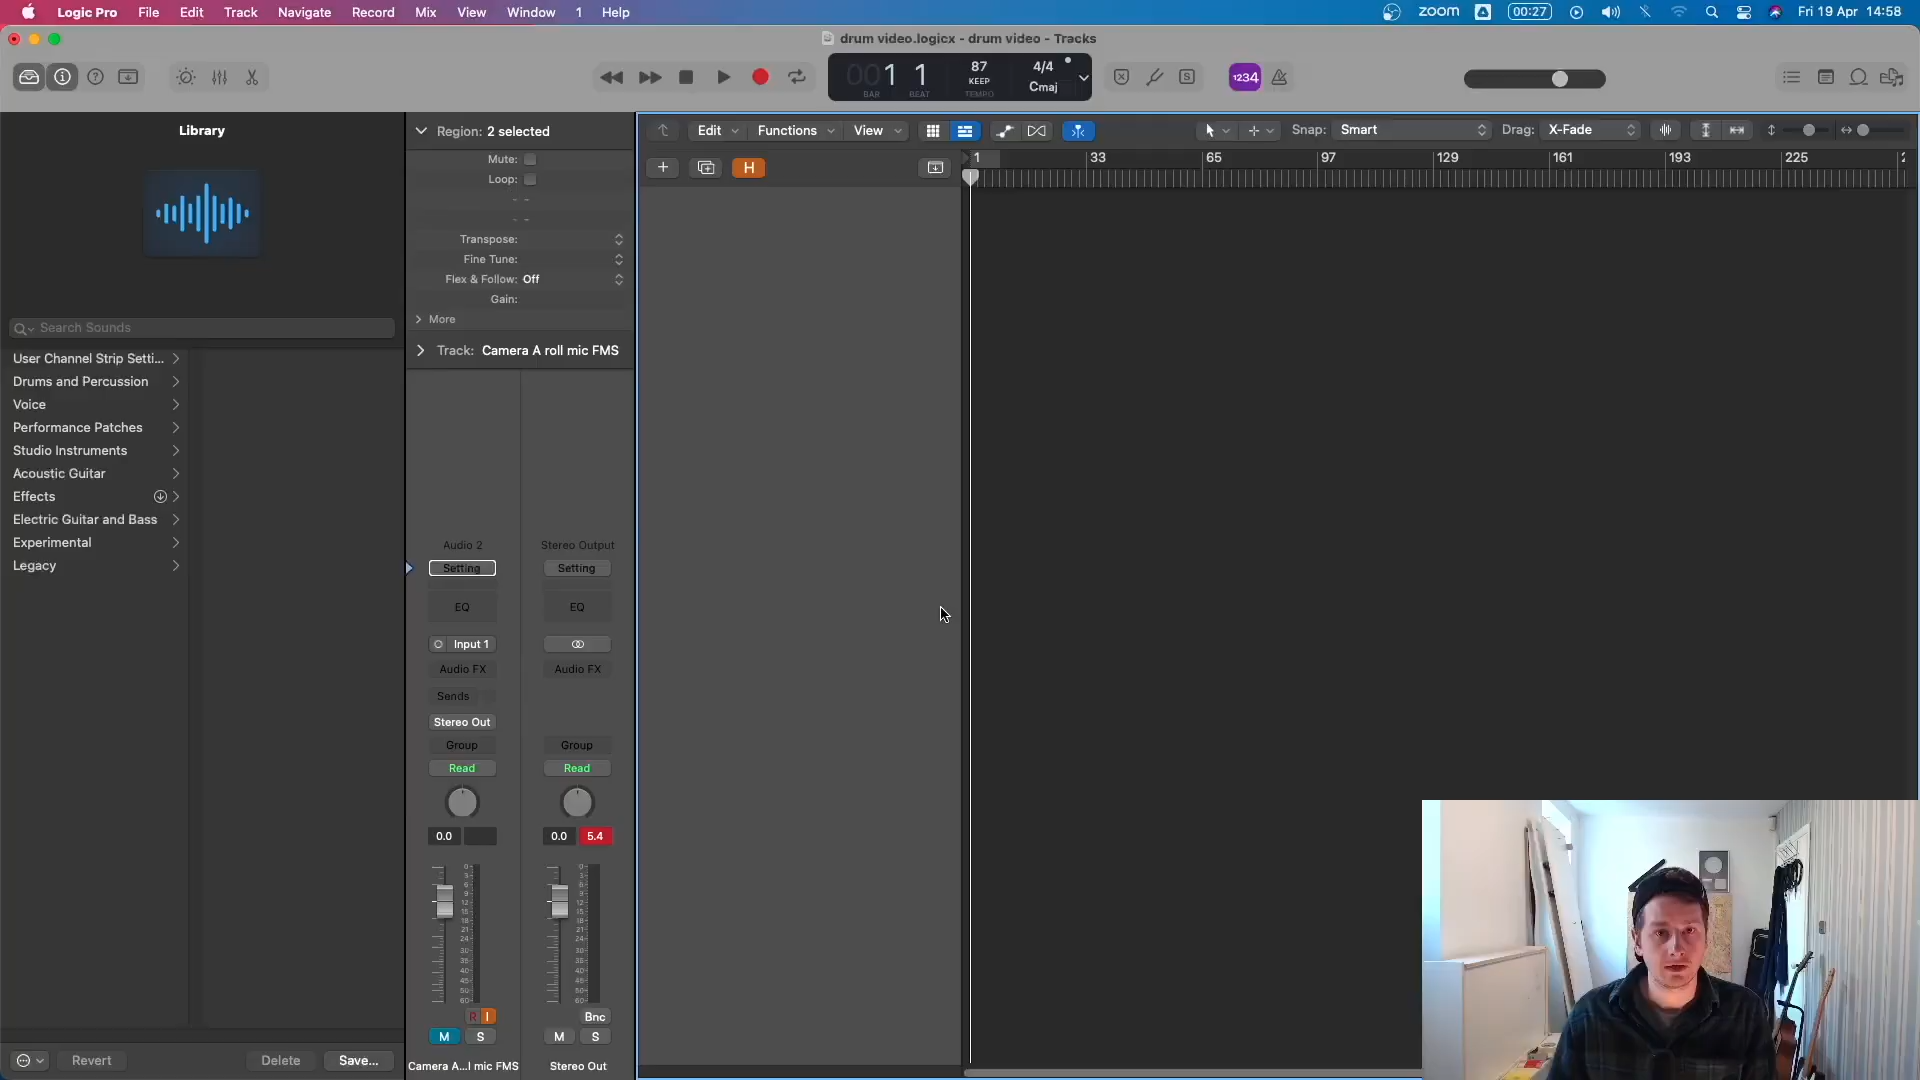 Logic Pro File Edit Track Navigate Record Mix View Window 1 Help
zoom 00:27 Fri 19 Apr 14:58
drum video.logicx - drum video - Tracks
001 1 87 4/4
KEEP Cmaj
BAR BEAT TEMPO
S
1234
Library
Search Sounds
User Channel Strip Setti...
Drums and Percussion
Voice
Performance Patches
Studio Instruments
Acoustic Guitar
Effects
Electric Guitar and Bass
Experimental
Legacy
Revert Delete Save...
Region: 2 selected
Mute:
Loop:
Transpose:
Fine Tune:
Flex & Follow: Off
Gain:
More
Track: Camera A roll mic FMS
Audio 2 Stereo Output
Setting Setting
EQ EQ
Input 1
Audio FX Audio FX
Sends
Stereo Out
Group Group
Read Read
0.0 0.0 5.4
R I Bnc
M S M S
Camera A...l mic FMS Stereo Out
Edit Functions View Snap: Smart Drag: X-Fade
H
1 33 65 97 129 161 193 225